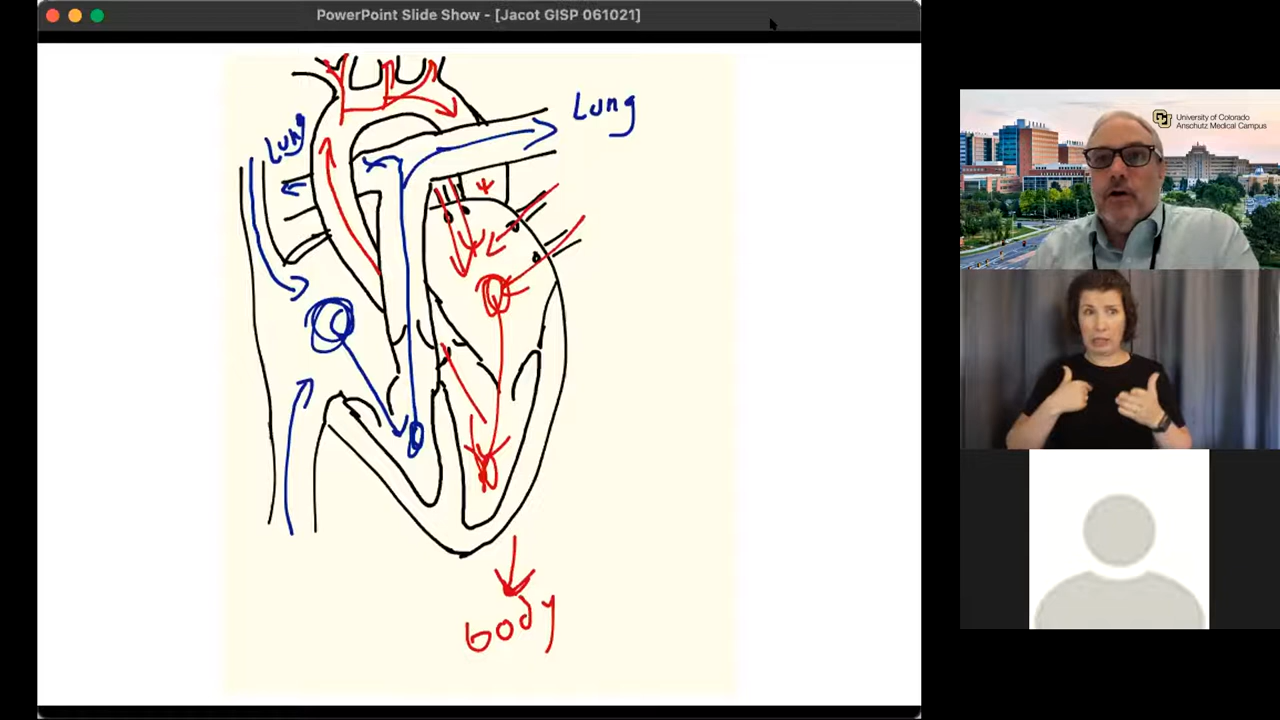 PowerPoint Slide Show - [Jacot GISP 061021]
Lung
Lung
body
University of Colorado
Anschutz Medical Campus